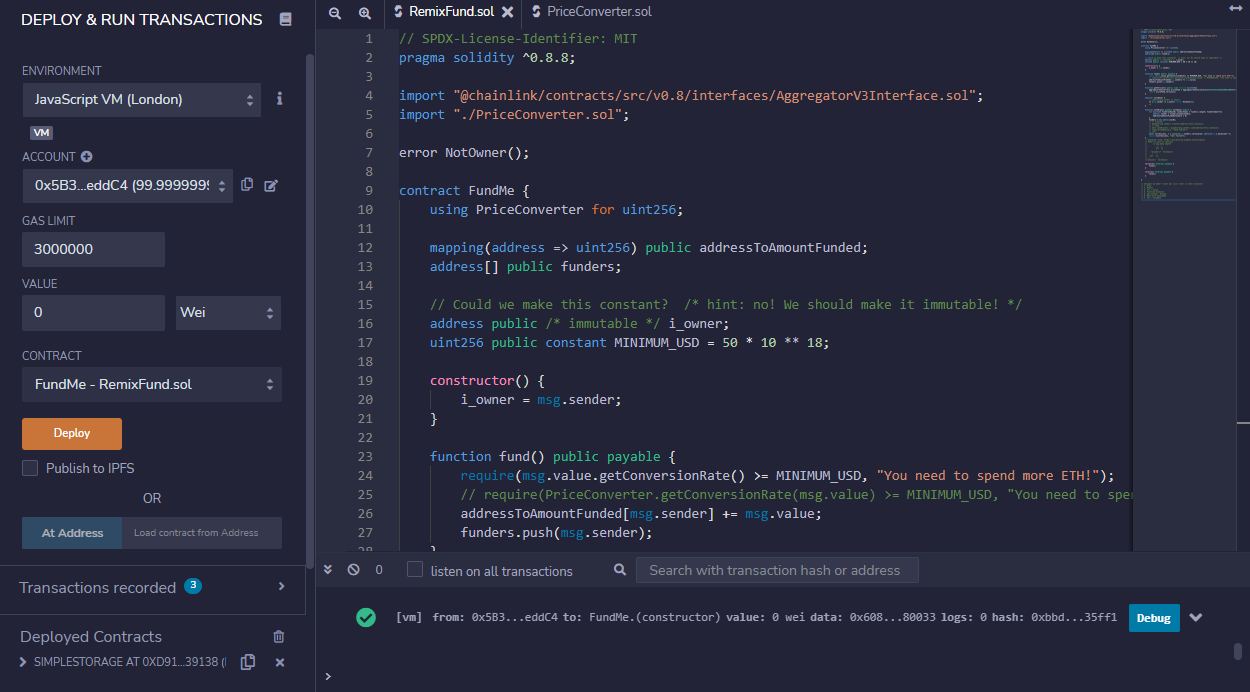 DEPLOY & RUN TRANSACTIONS
ENVIRONMENT
JavaScript VM (London)
VM
ACCOUNT
0x5B3...eddC4 (99.9999999
GAS LIMIT
3000000
VALUE
0
Wei
CONTRACT
FundMe - RemixFund.sol
Deploy
Publish to IPFS
OR
At Address
Load contract from Address
Transactions recorded 3
Deployed Contracts
SIMPLESTORAGE AT 0XD91...39138 (
RemixFund.sol
PriceConverter.sol
1 // SPDX-License-Identifier: MIT
2 pragma solidity ^0.8.8;
3
4 import "@chainlink/contracts/src/v0.8/interfaces/AggregatorV3Interface.sol";
5 import "./PriceConverter.sol";
6
7 error NotOwner();
8
9 contract FundMe {
10 using PriceConverter for uint256;
11
12 mapping(address => uint256) public addressToAmountFunded;
13 address[] public funders;
14
15 // Could we make this constant?  /* hint: no! We should make it immutable! */
16 address public /* immutable */ i_owner;
17 uint256 public constant MINIMUM_USD = 50 * 10 ** 18;
18
19 constructor() {
20 i_owner = msg.sender;
21 }
22
23 function fund() public payable {
24 require(msg.value.getConversionRate() >= MINIMUM_USD, "You need to spend more ETH!");
25 // require(PriceConverter.getConversionRate(msg.value) >= MINIMUM_USD, "You need to spe
26 addressToAmountFunded[msg.sender] += msg.value;
27 funders.push(msg.sender);
28 }
0
listen on all transactions
Search with transaction hash or address
[vm] from: 0x5B3...eddC4 to: FundMe.(constructor) value: 0 wei data: 0x608...80033 logs: 0 hash: 0xbbd...35ff1
Debug
>